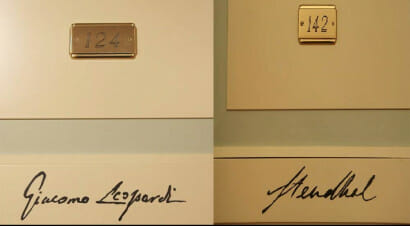 124
142
Giacomo Leopardi
Stendhal